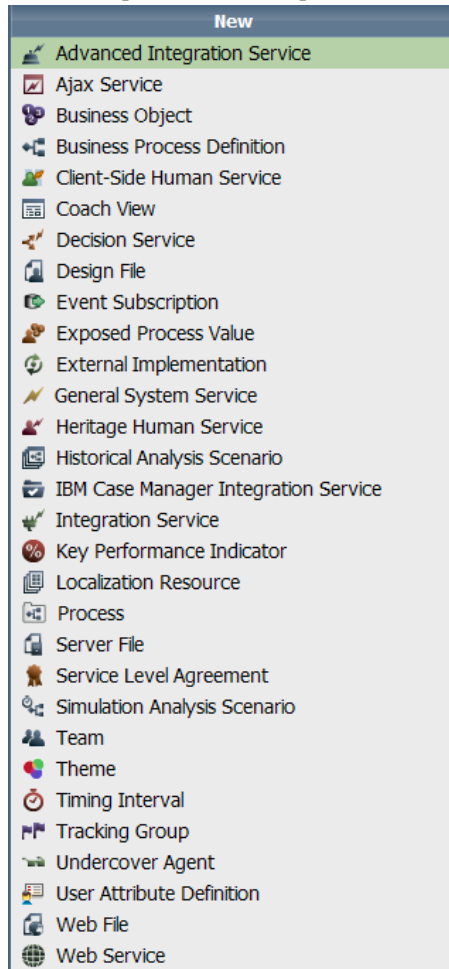 New
Advanced Integration Service
Ajax Service
Business Object
Business Process Definition
Client-Side Human Service
Coach View
Decision Service
Design File
Event Subscription
Exposed Process Value
External Implementation
General System Service
Heritage Human Service
Historical Analysis Scenario
IBM Case Manager Integration Service
Integration Service
Key Performance Indicator
Localization Resource
Process
Server File
Service Level Agreement
Simulation Analysis Scenario
Team
Theme
Timing Interval
Tracking Group
Undercover Agent
User Attribute Definition
Web File
Web Service